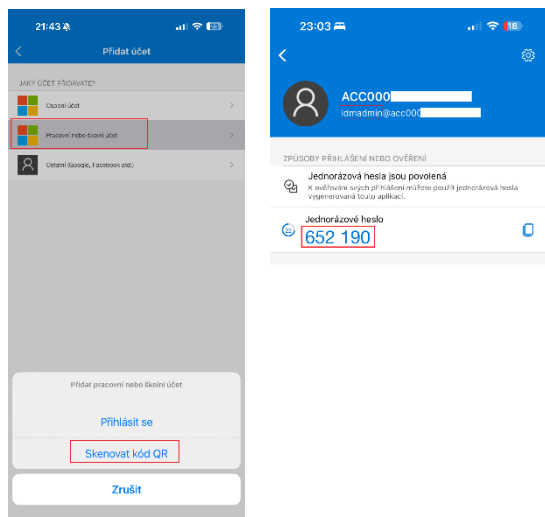 21:43
23
Přidat účet
JAKÝ ÚČET PŘIDÁVÁTE?
Osobní účet
Pracovní nebo školní účet
Ostatní (Google, Facebook atd.)
Přidat pracovní nebo školní účet
Přihlásit se
Skenovat kód QR
Zrušit
23:03
18
ACC000
idmadmin@acc000
ZPŮSOBY PŘIHLÁŠENÍ NEBO OVĚŘENÍ
Jednorázová hesla jsou povolená
K ověřování svých přihlášení můžete použít jednorázová hesla
vygenerovaná touto aplikací.
Jednorázové heslo
652 190